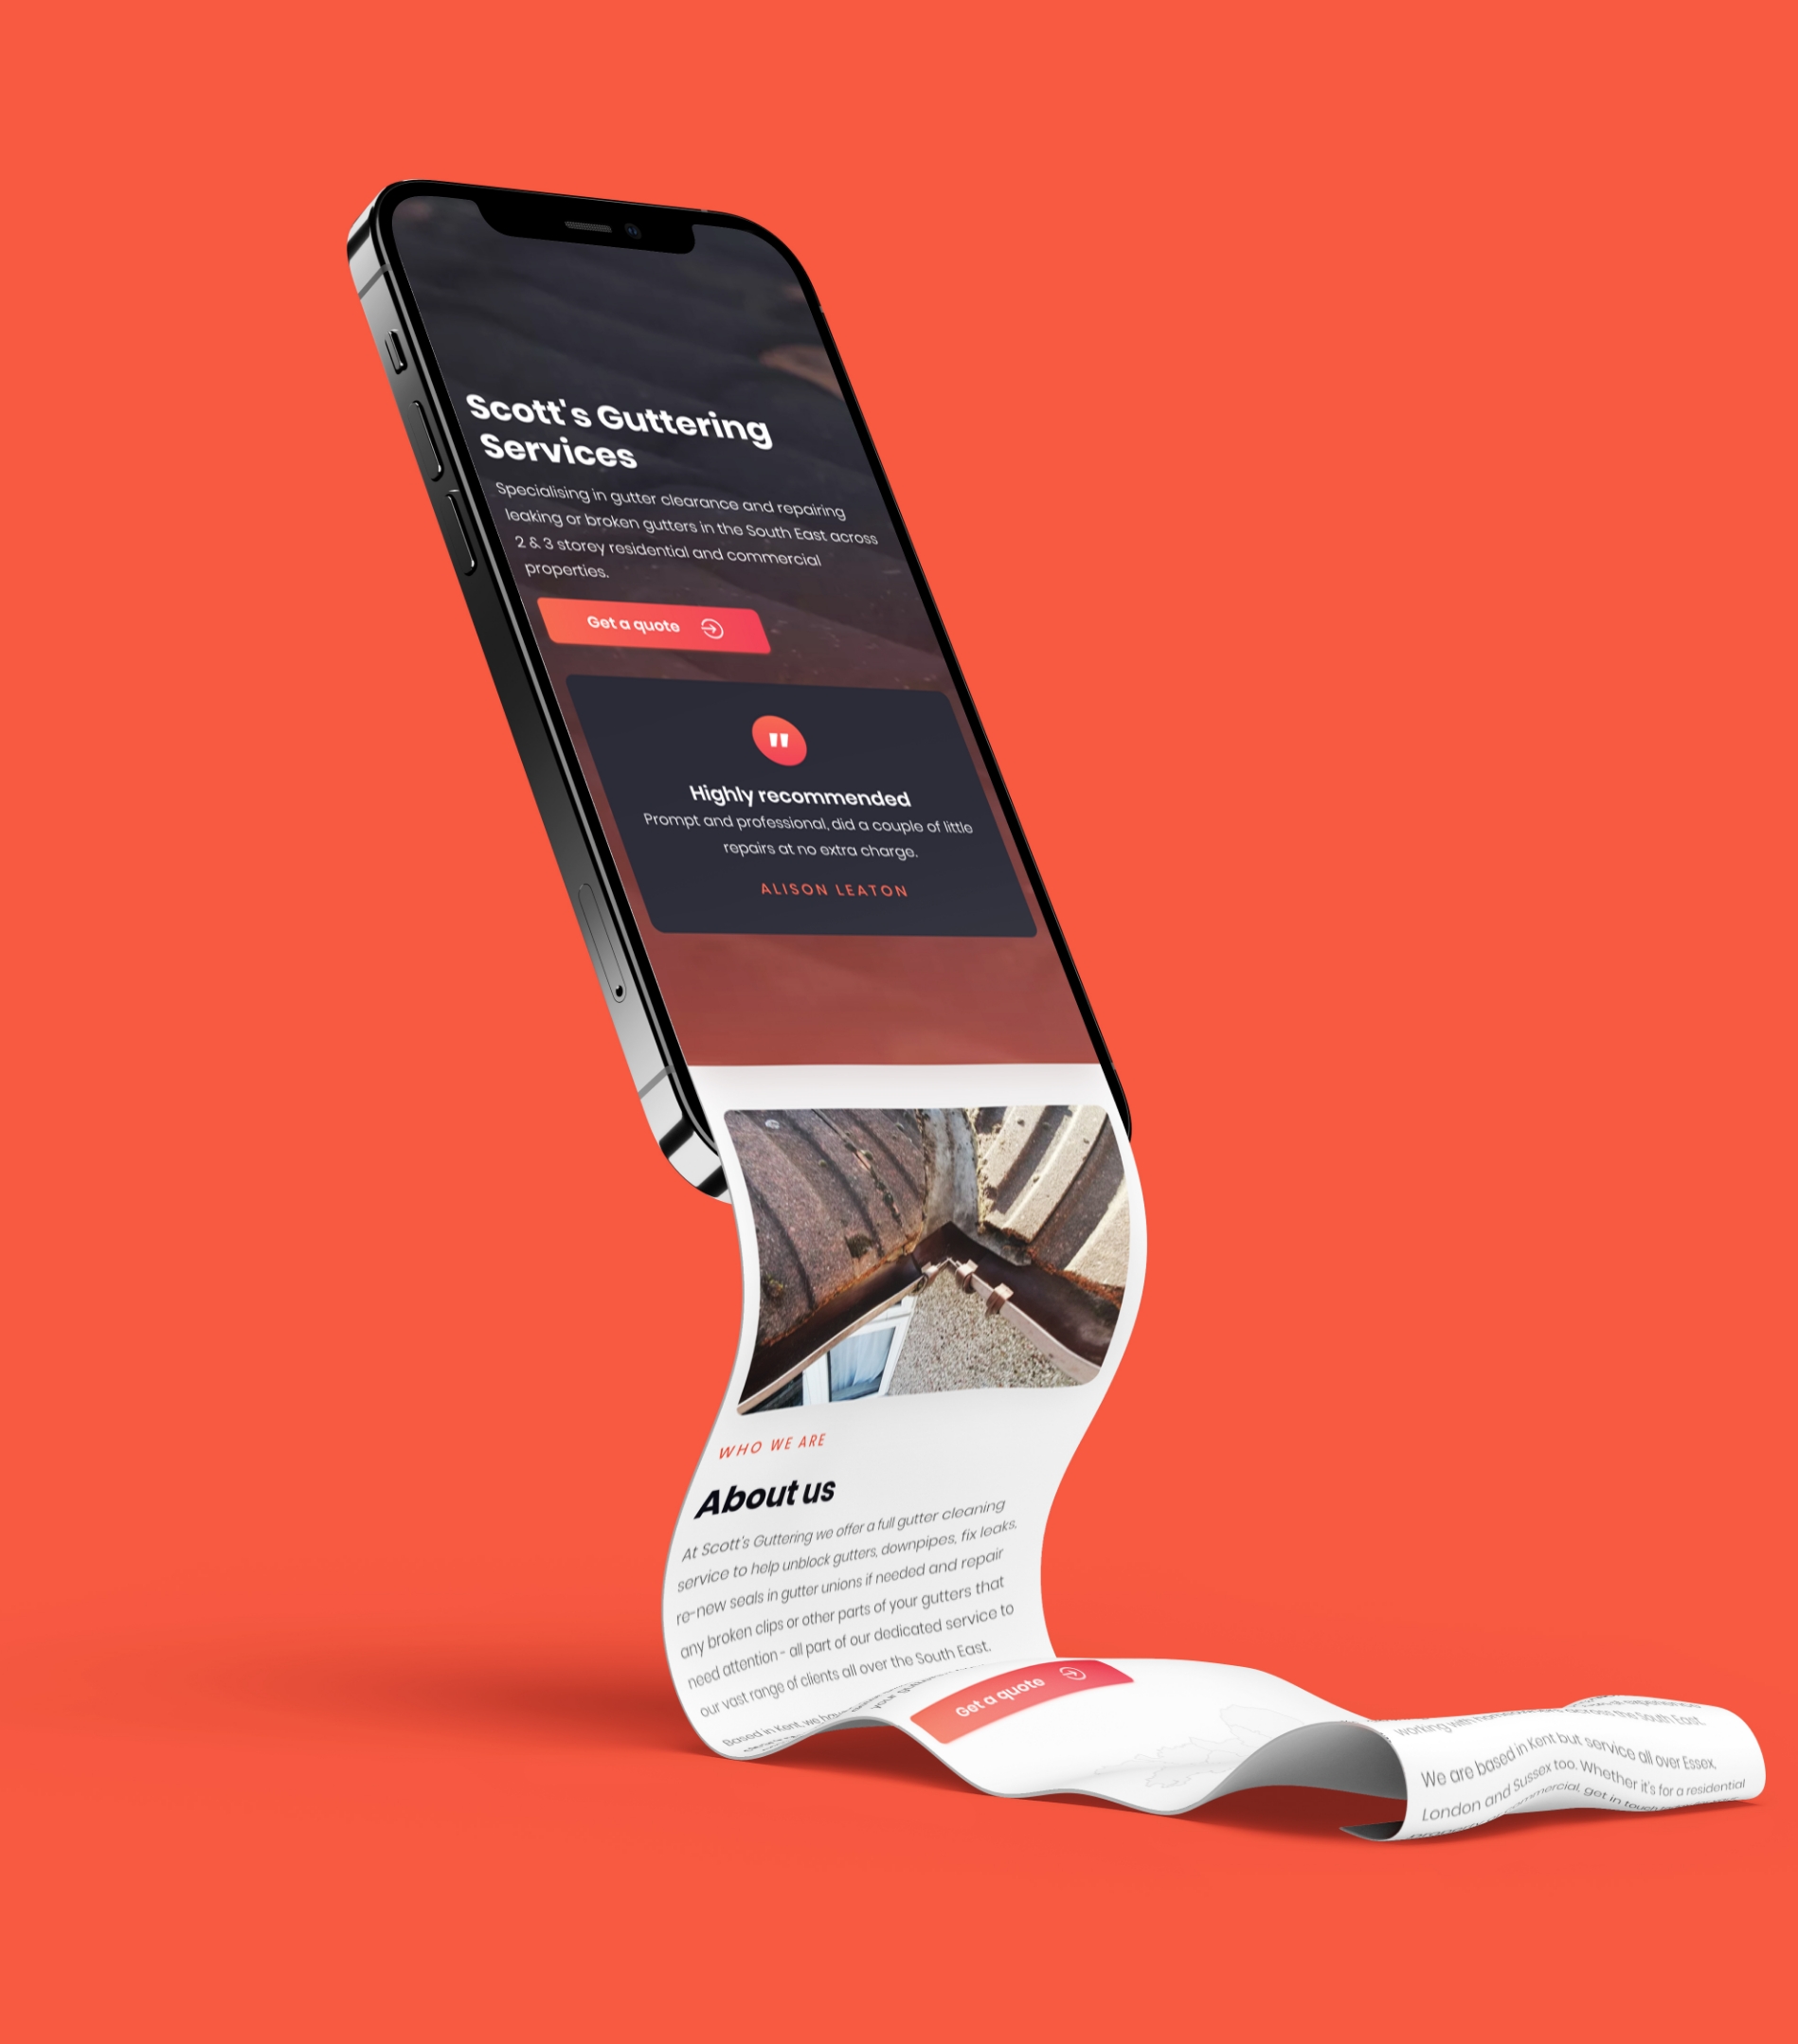 Scott's Guttering
Services
Specialising in gutter clearance and repairing
leaking or broken gutters in the South East across
2 & 3 storey residential and commercial
properties.
Get a quote
"
Highly recommended
Prompt and professional, did a couple of little
repairs at no extra charge.
ALISON LEATON
WHO WE ARE
About us
At Scott's Guttering we offer a full gutter cleaning
service to help unblock gutters, downpipes, fix leaks,
re-new seals in gutter unions if needed and repair
any broken clips or other parts of your gutters that
need attention - all part of our dedicated service to
our vast range of clients all over the South East.
Based in Kent, we
Get a quote
working with homeowners across the South East.
We are based in Kent but service all over Essex,
London and Sussex too. Whether it's for a residential
commercial, get in touch